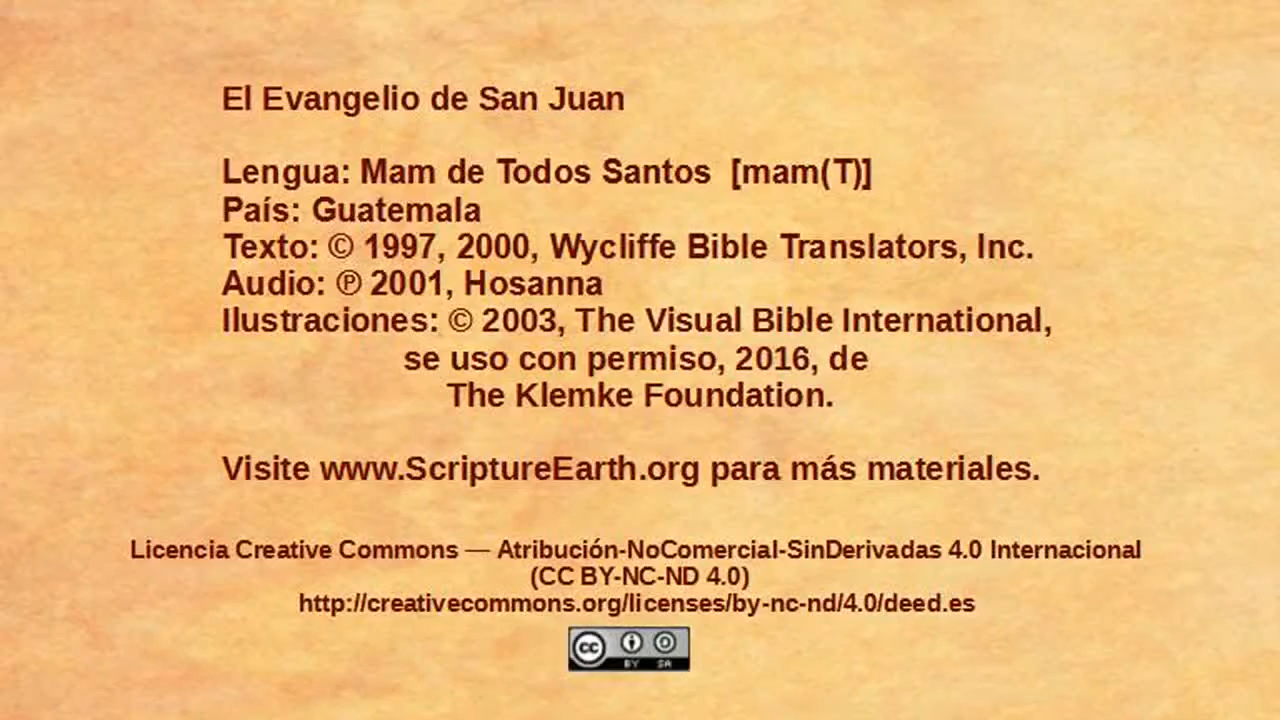 El Evangelio de San Juan
Lengua: Mam de Todos Santos [mam(T)]
País: Guatemala
Texto: © 1997, 2000, Wycliffe Bible Translators, Inc.
Audio: ℗ 2001, Hosanna
Ilustraciones: © 2003, The Visual Bible International,
se uso con permiso, 2016, de
The Klemke Foundation.
Visite www.ScriptureEarth.org para más materiales.
Licencia Creative Commons — Atribución-NoComercial-SinDerivadas 4.0 Internacional
(CC BY-NC-ND 4.0)
http://creativecommons.org/licenses/by-nc-nd/4.0/deed.es
cc
BY SA